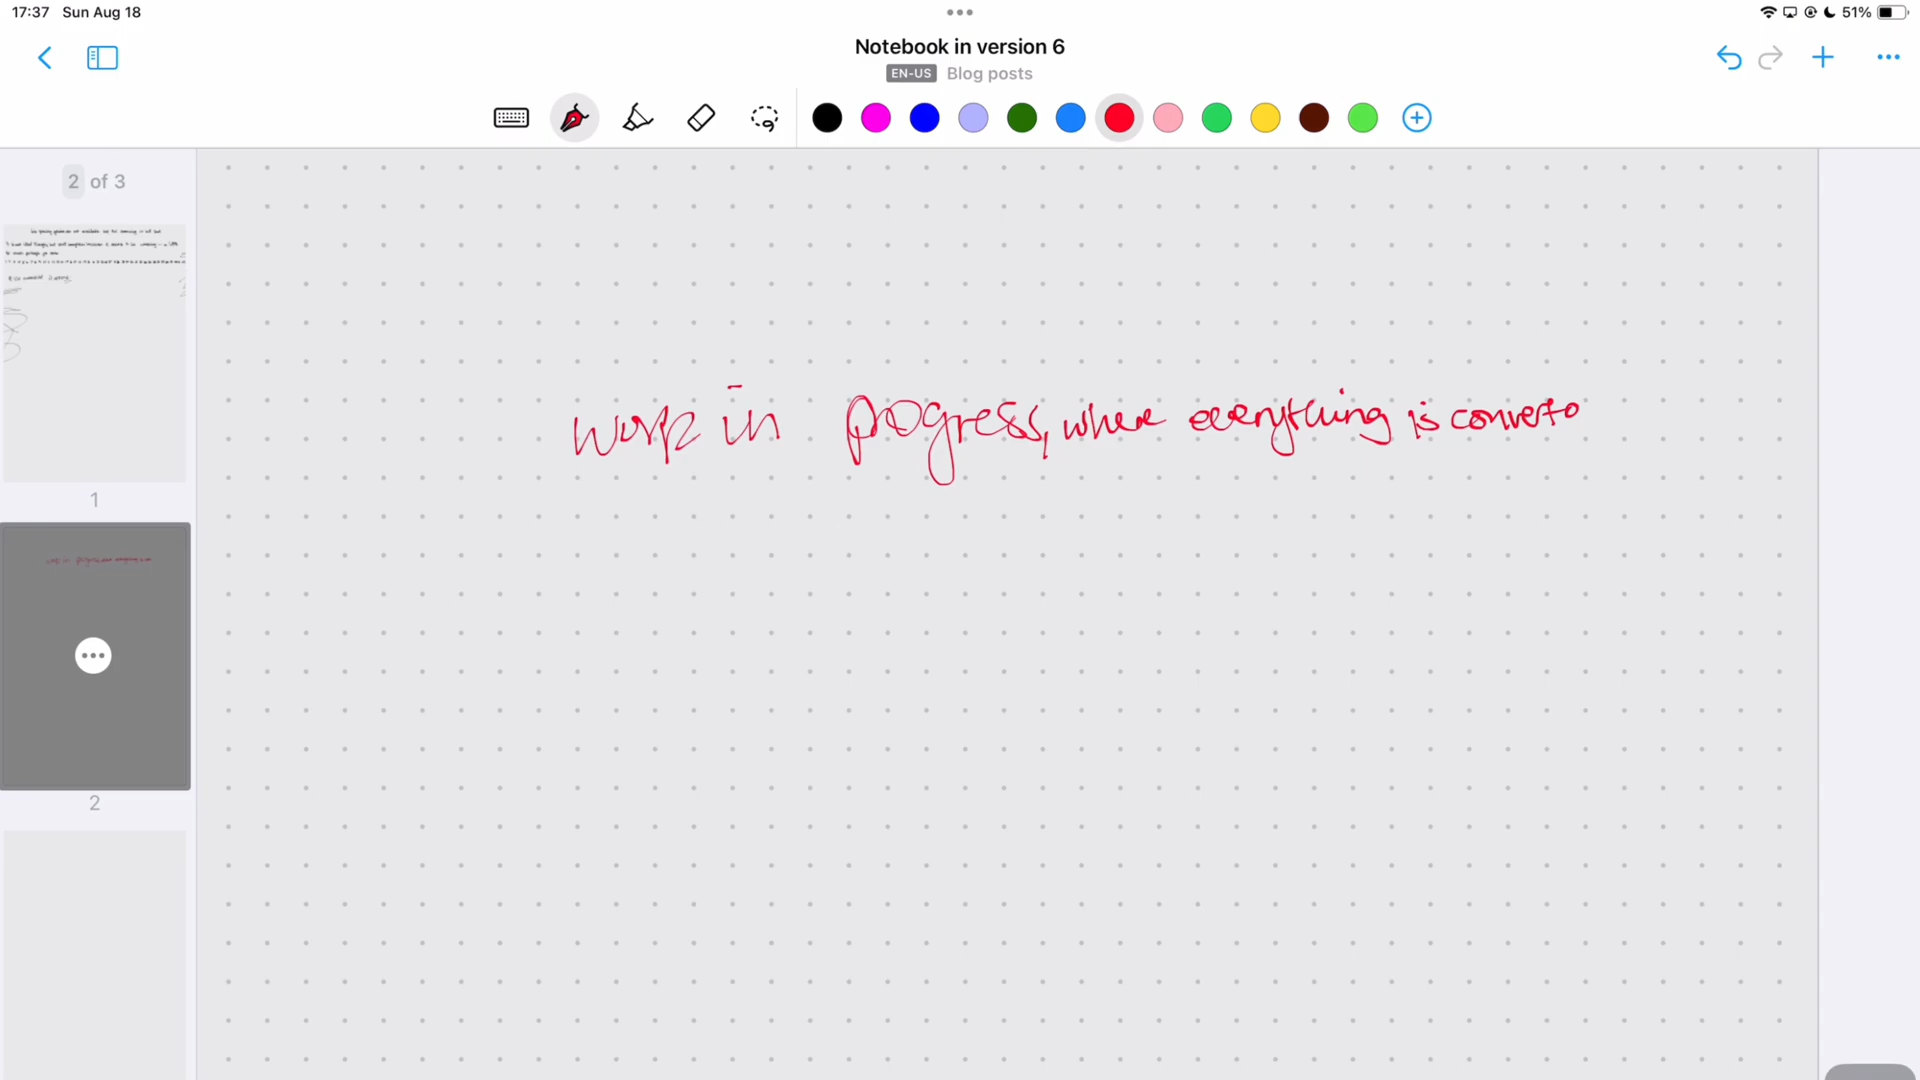 17:37 Sun Aug 18
51%
Notebook in version 6
EN-US Blog posts
2 of 3
work in progress, where everything is converto
1
2